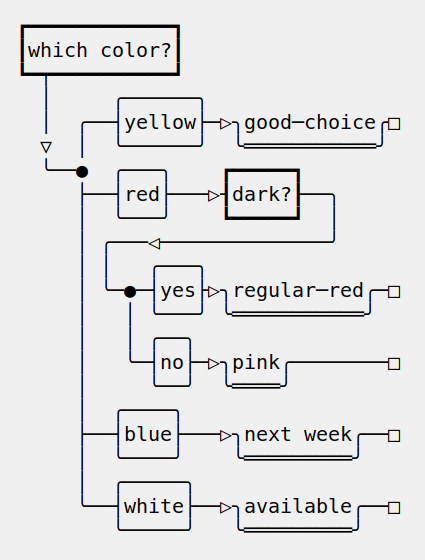 which color?
yellow good─choice
red dark?
yes regular─red
no pink
blue next week
white available